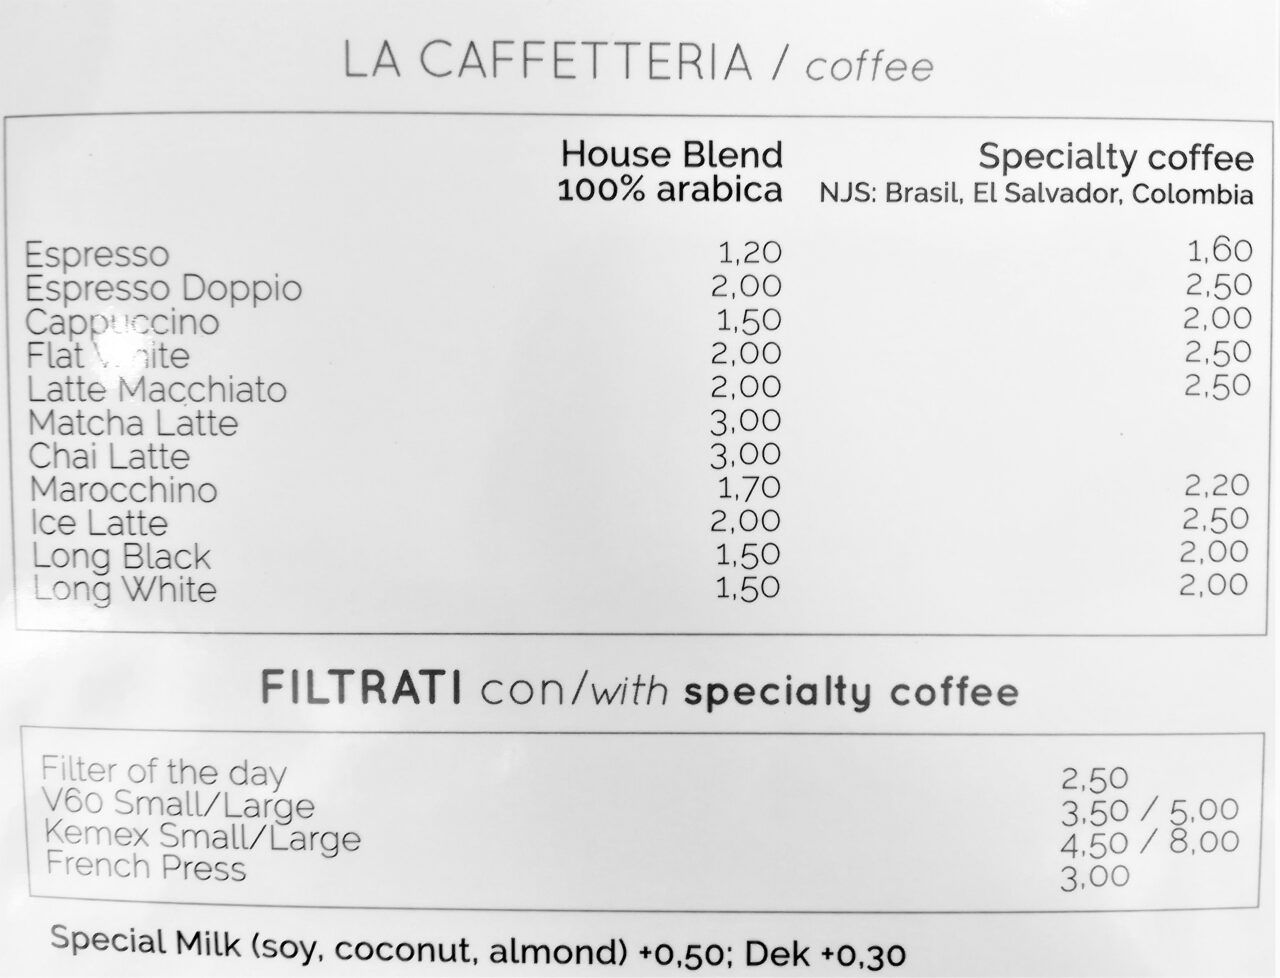 LA CAFFETTERIA / coffee
House Blend Specialty coffee
100% arabica NJS: Brasil, El Salvador, Colombia
Espresso 1,20 1,60
Espresso Doppio 2,00 2,50
Cappuccino 1,50 2,00
Flat White 2,00 2,50
Latte Macchiato 2,00 2,50
Matcha Latte 3,00
Chai Latte 3,00
Marocchino 1,70 2,20
Ice Latte 2,00 2,50
Long Black 1,50 2,00
Long White 1,50 2,00
FILTRATI con/with specialty coffee
Filter of the day 2,50
V60 Small/Large 3,50 / 5,00
Kemex Small/Large 4,50 / 8,00
French Press 3,00
Special Milk (soy, coconut, almond) +0,50; Dek +0,30